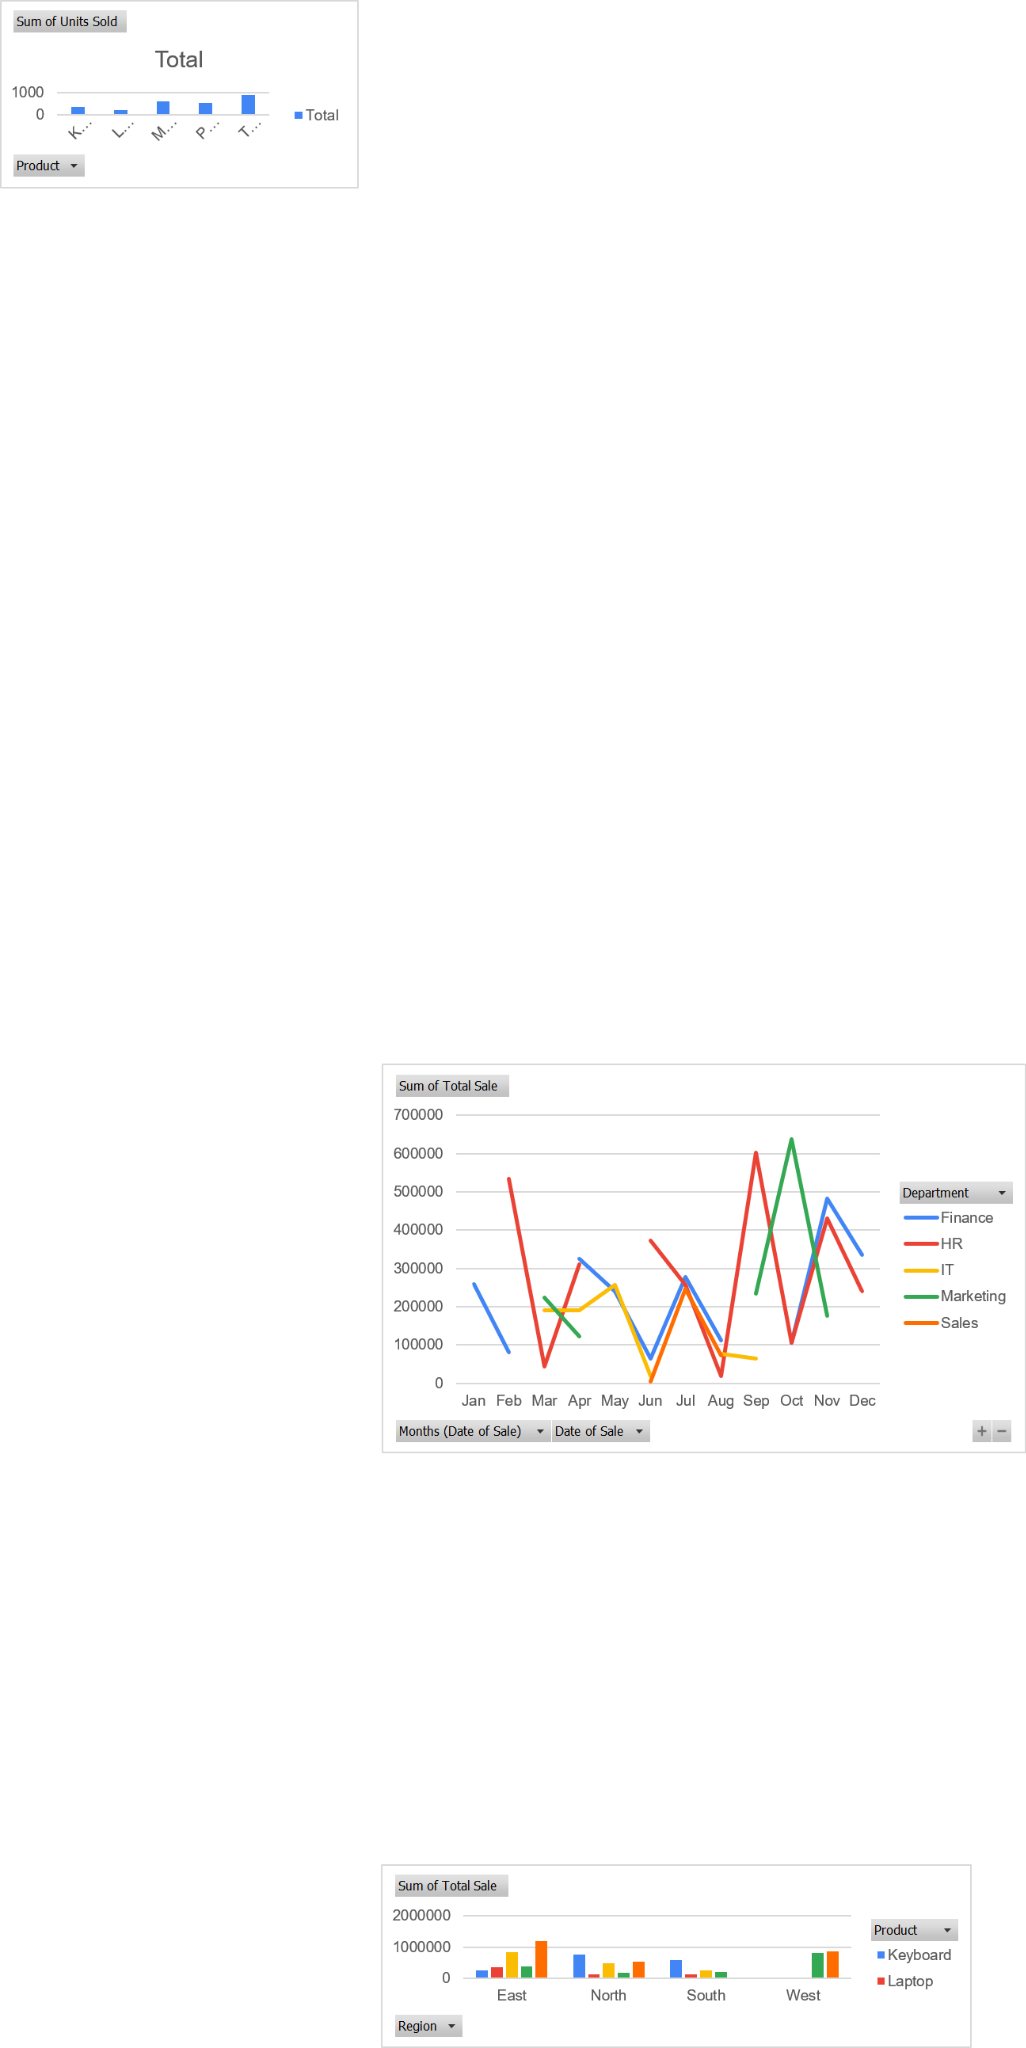 Sum of Units Sold
Total
1000
0
K...
L...
M...
P...
T...
Total
Product
Sum of Total Sale
700000
600000
500000
400000
300000
200000
100000
0
Jan Feb Mar Apr May Jun Jul Aug Sep Oct Nov Dec
Department
Finance
HR
IT
Marketing
Sales
Months (Date of Sale) Date of Sale
+ −
Sum of Total Sale
2000000
1000000
0
East North South West
Product
Keyboard
Laptop
Region